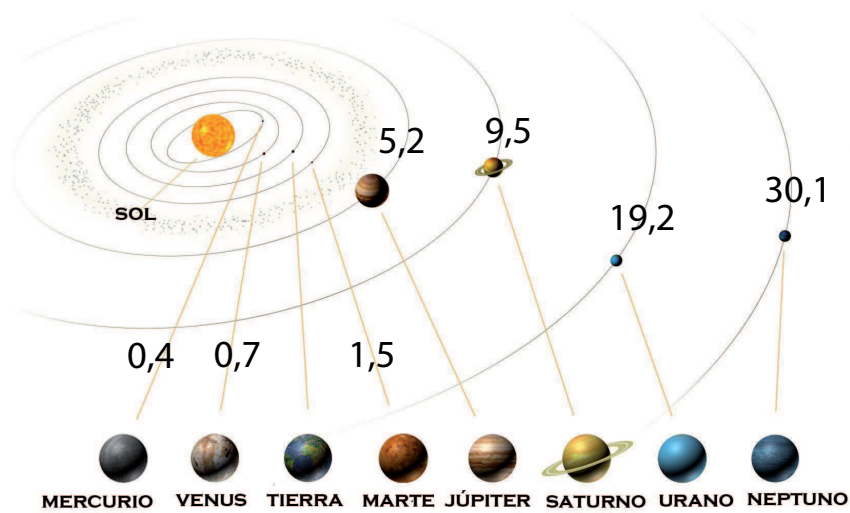 5,2
9,5
30,1
19,2
SOL
0,4
0,7
1,5
MERCURIO
VENUS
TIERRA
MARTE
JÚPITER
SATURNO
URANO
NEPTUNO